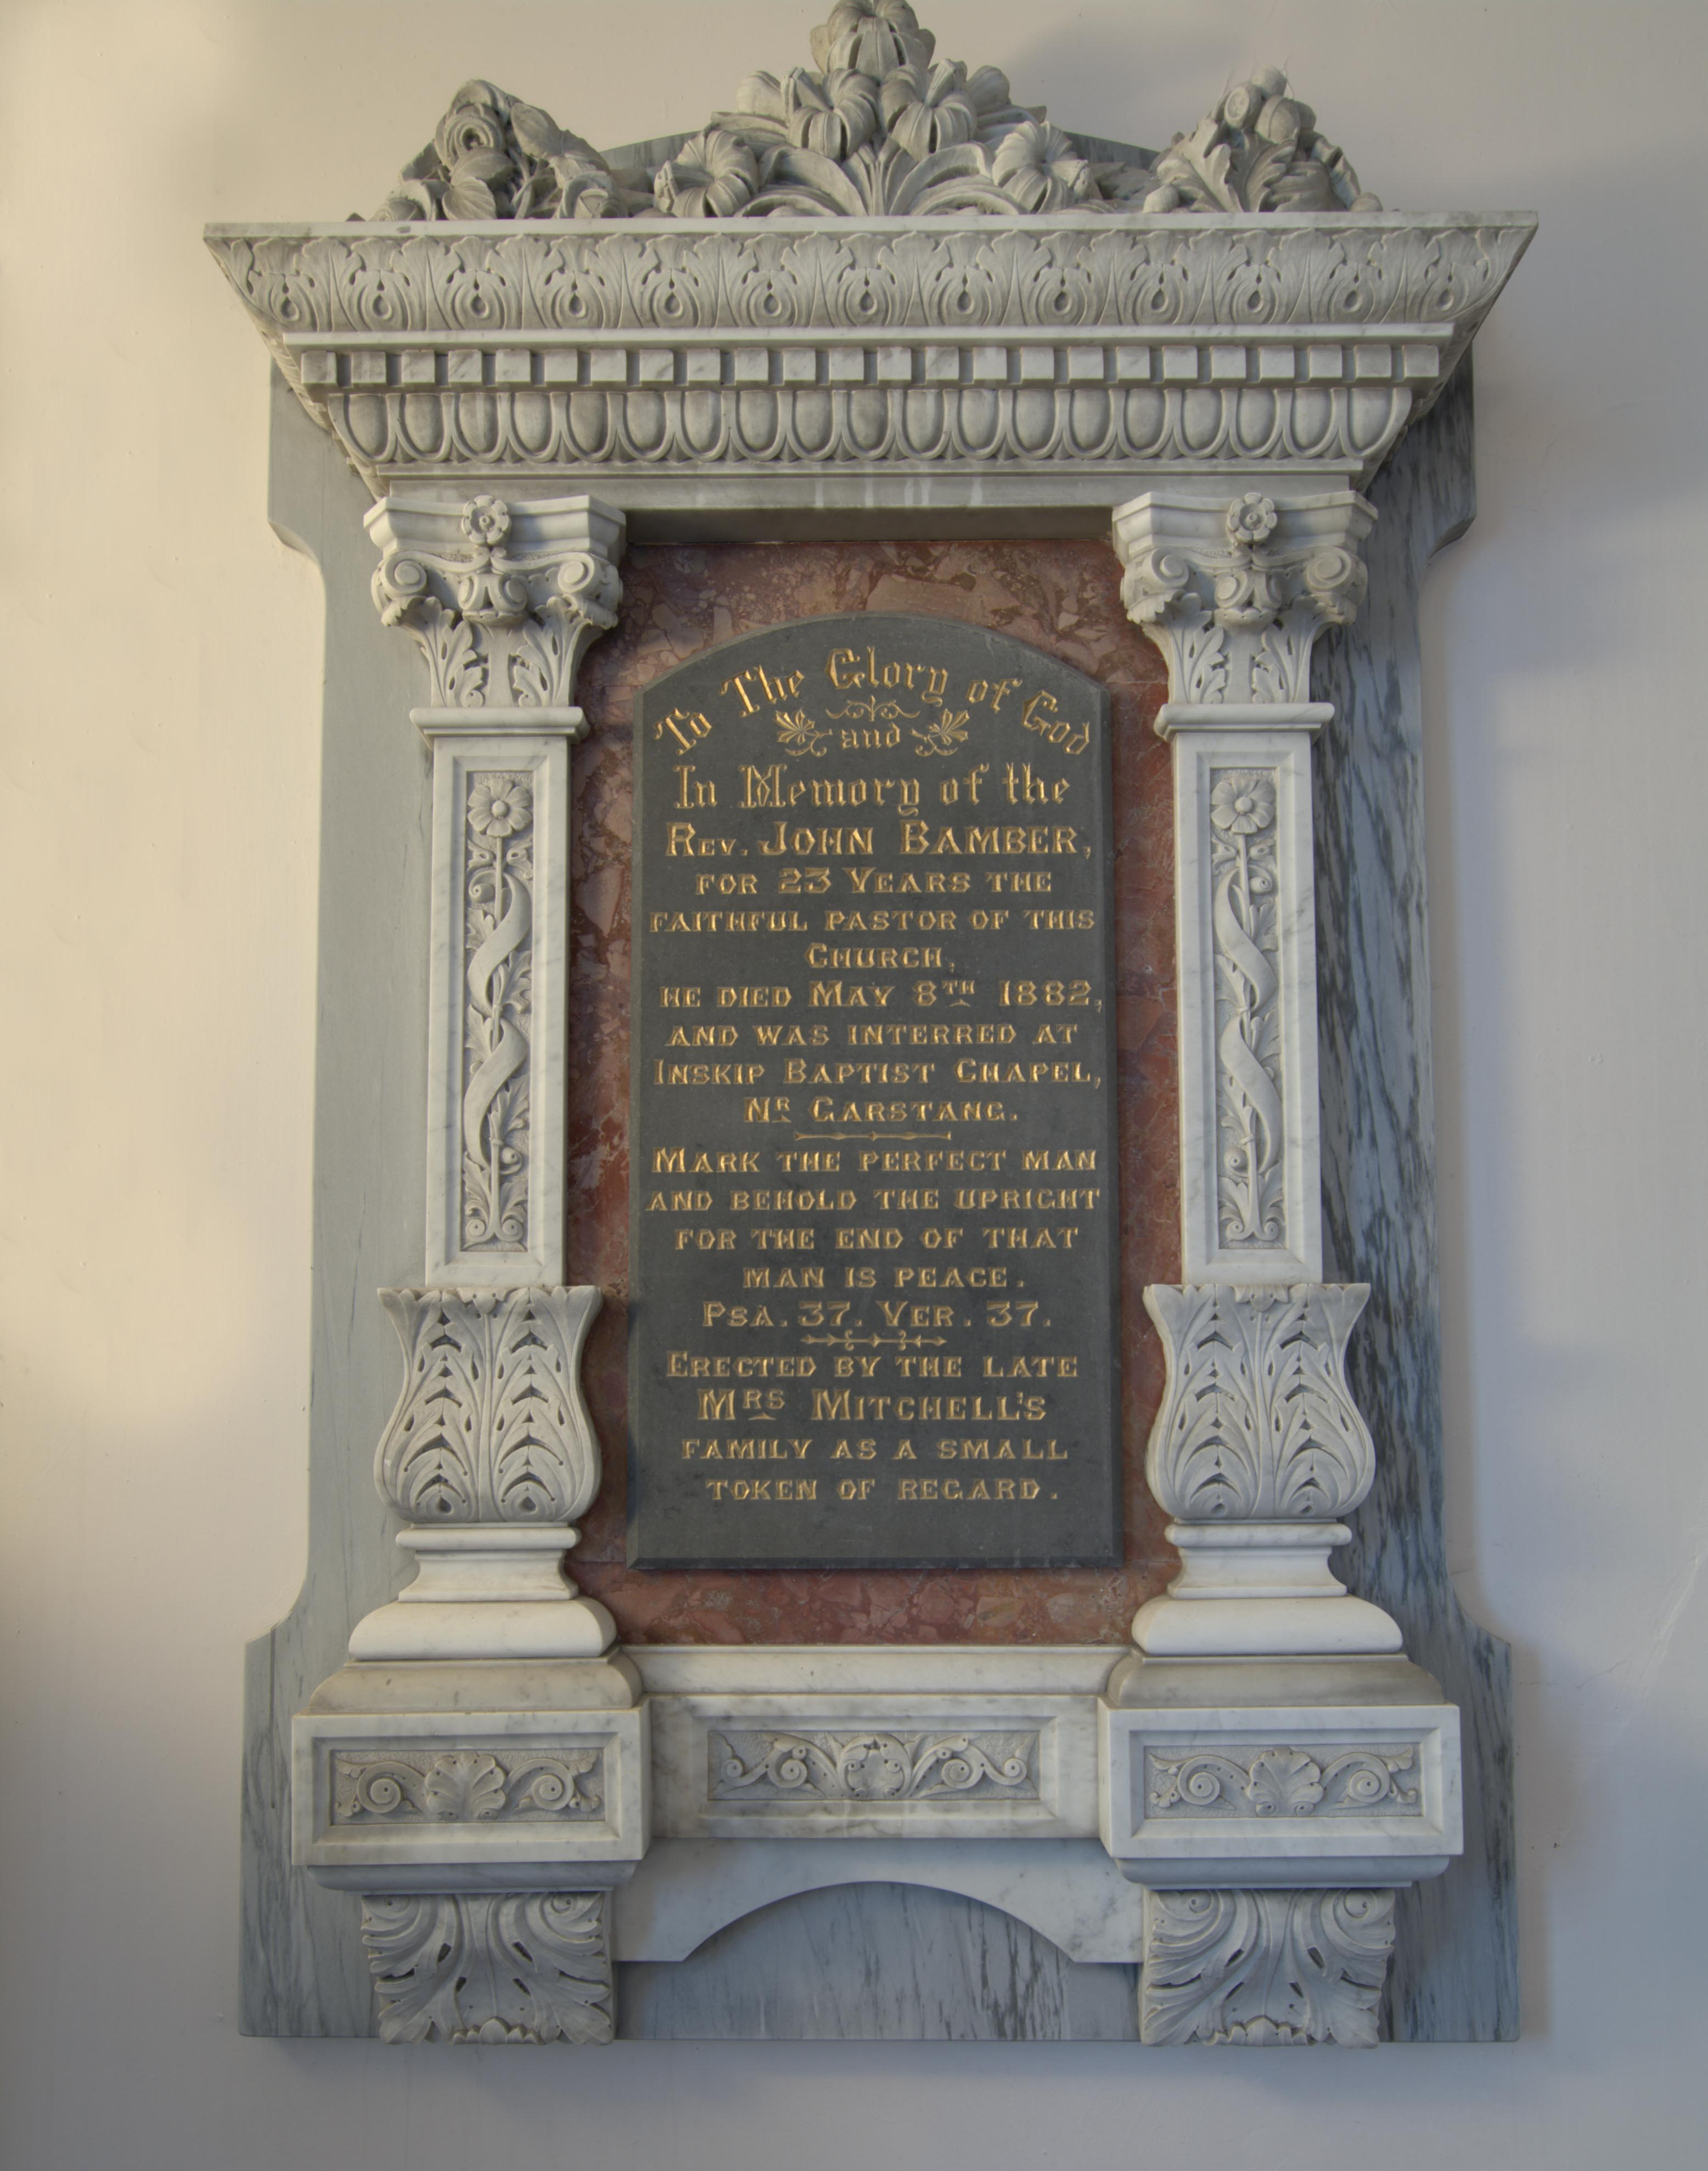 To The Glory of God
and
In Memory of the
REV. JOHN BAMBER,
FOR 23 YEARS THE
FAITHFUL PASTOR OF THIS
CHURCH,
HE DIED MAY 8TH 1882,
AND WAS INTERRED AT
INSKIP BAPTIST CHAPEL,
NR GARSTANG.
MARK THE PERFECT MAN
AND BEHOLD THE UPRIGHT
FOR THE END OF THAT
MAN IS PEACE.
PSA. 37. VER. 37.
ERECTED BY THE LATE
MRS MITCHELL'S
FAMILY AS A SMALL
TOKEN OF REGARD.